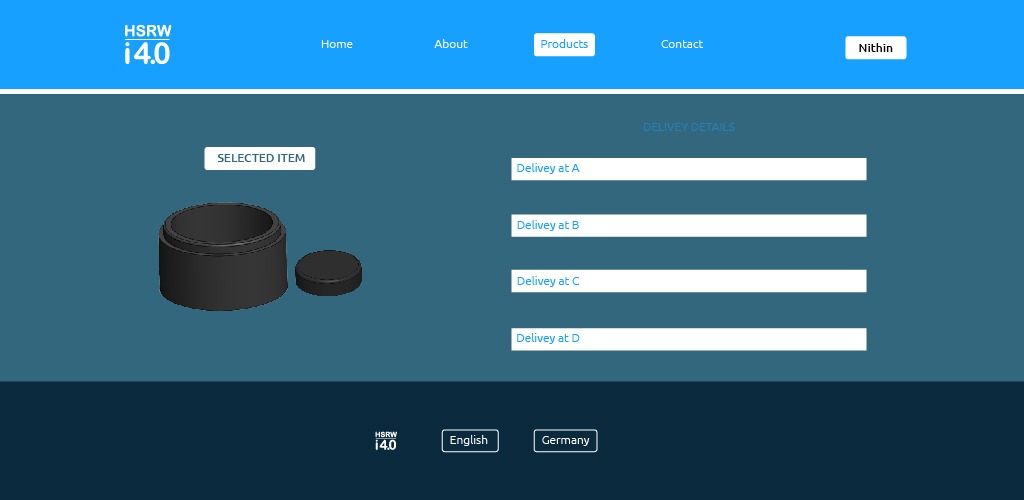 HSRW
i4.0
Home
About
Products
Contact
Nithin
SELECTED ITEM
DELIVEY DETAILS
Delivey at A
Delivey at B
Delivey at C
Delivey at D
HSRW
i4.0
English
Germany